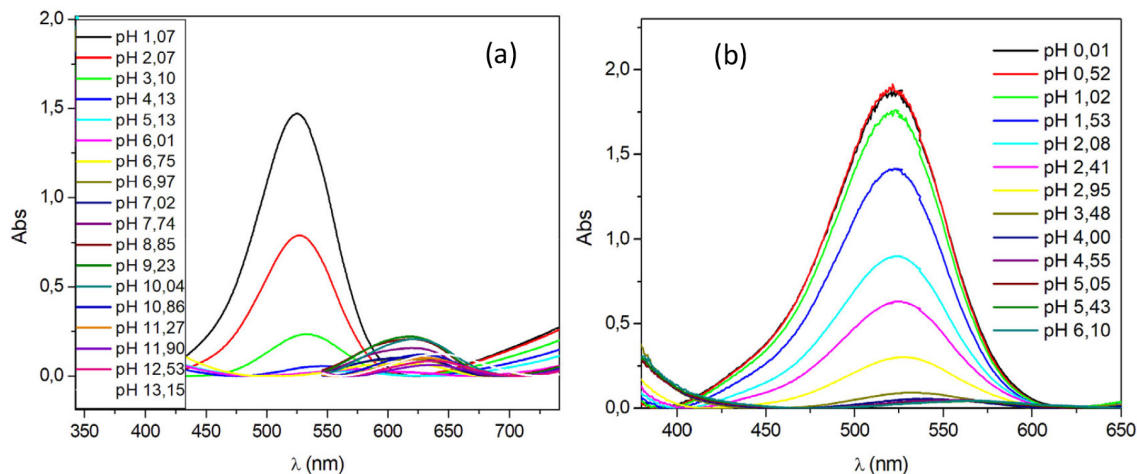 2,0
1,5
1,0
0,5
0,0
Abs
(a)
pH 1,07
pH 2,07
pH 3,10
pH 4,13
pH 5,13
pH 6,01
pH 6,75
pH 6,97
pH 7,02
pH 7,74
pH 8,85
pH 9,23
pH 10,04
pH 10,86
pH 11,27
pH 11,90
pH 12,53
pH 13,15
350 400 450 500 550 600 650 700
λ (nm)
(b)
Abs
1,5
1,0
0,5
0,0
pH 0,01
pH 0,52
pH 1,02
pH 1,53
pH 2,08
pH 2,41
pH 2,95
pH 3,48
pH 4,00
pH 4,55
pH 5,05
pH 5,43
pH 6,10
400 450 500 550 600 650
λ (nm)